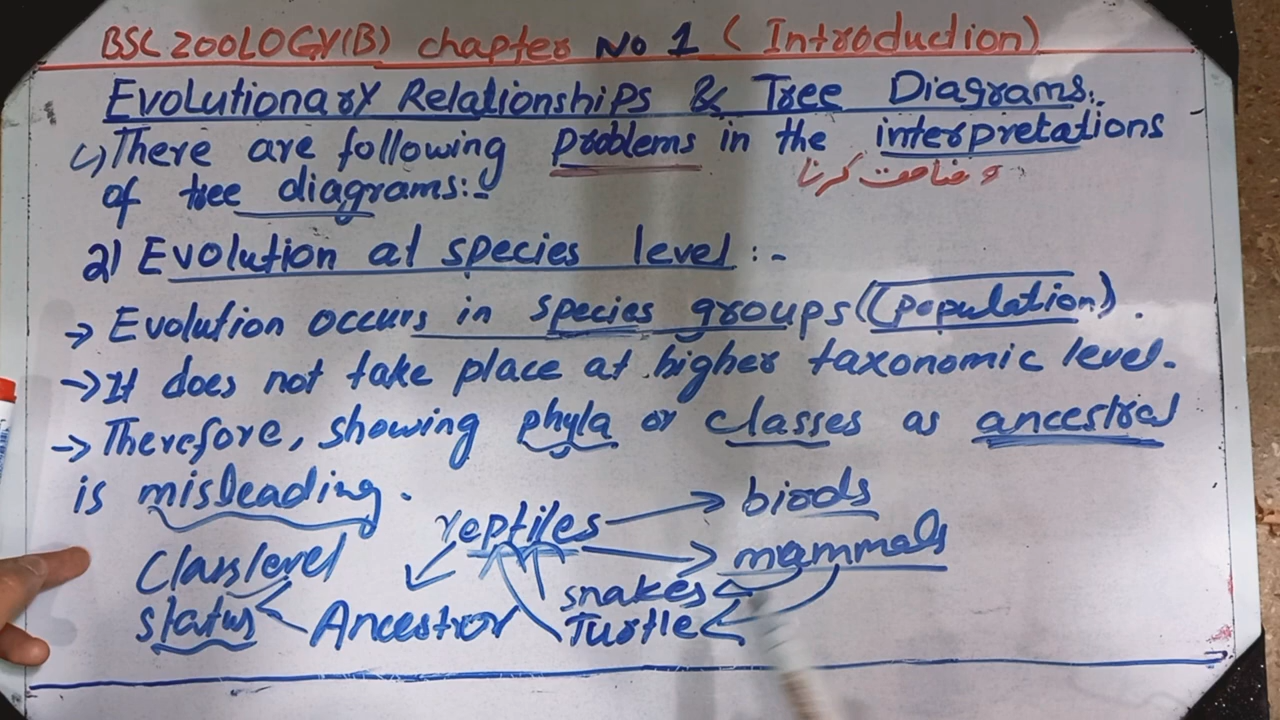 BSC ZOOLOGY(B) chapter No 1 (Introduction)
Evolutionary Relationships & Tree Diagrams:.
There are following problems in the interpretations
وضاحت کرنا
of tree diagrams:-
2) Evolution at species level :-
→ Evolution occurs in species groups (population).
→ It does not take place at higher taxonomic level.
→ Therefore, showing phyla or classes as ancestral
is misleading.
reptiles → birds
→ mammals
Class level
snakes
status
Ancestror
Turtle